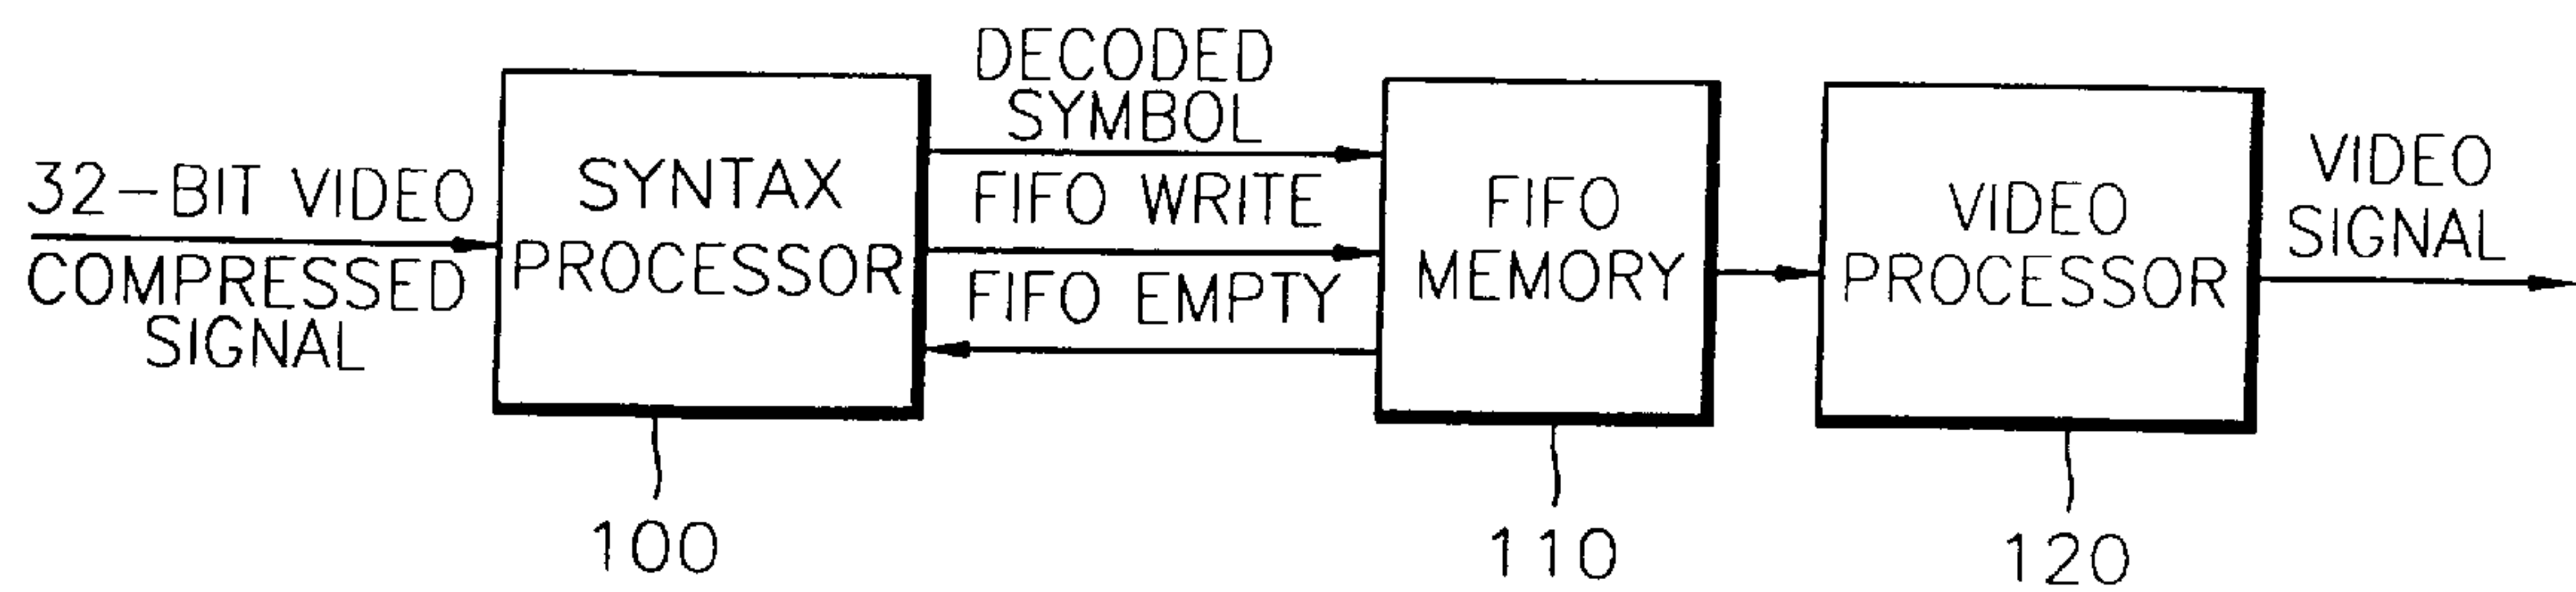 32-BIT VIDEO
COMPRESSED
SIGNAL
SYNTAX
PROCESSOR
100
DECODED
SYMBOL
FIFO WRITE
FIFO EMPTY
FIFO
MEMORY
110
VIDEO
PROCESSOR
120
VIDEO
SIGNAL